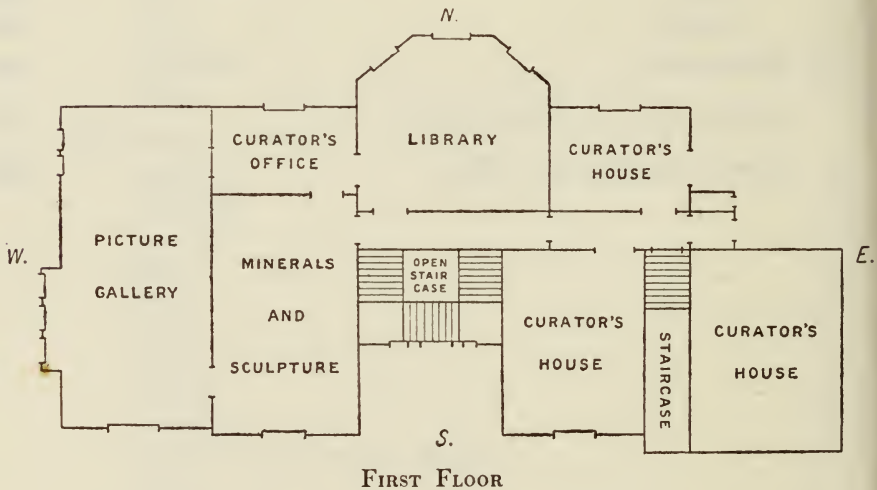 N.
CURATOR'S
OFFICE
LIBRARY
CURATOR'S
HOUSE
W.
PICTURE
GALLERY
MINERALS
AND
SCULPTURE
OPEN
STAIR
CASE
CURATOR'S
HOUSE
STAIRCASE
CURATOR'S
HOUSE
E.
S.
FIRST FLOOR